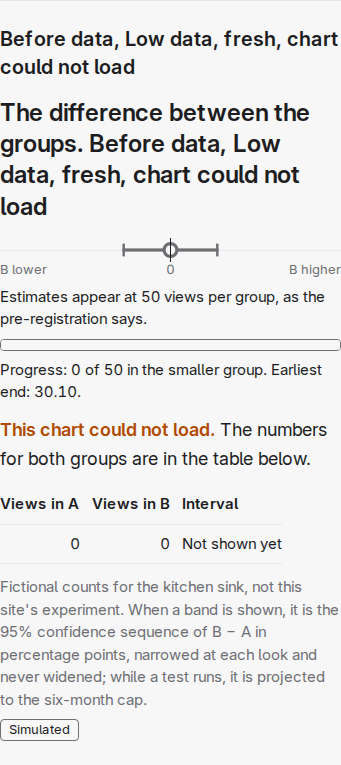 Before data, Low data, fresh, chart
could not load
The difference between the
groups. Before data, Low
data, fresh, chart could not
load
B lower 0 B higher
Estimates appear at 50 views per group, as the
pre-registration says.
Progress: 0 of 50 in the smaller group. Earliest
end: 30.10.
This chart could not load. The numbers
for both groups are in the table below.
Views in A Views in B Interval
0 0 Not shown yet
Fictional counts for the kitchen sink, not this
site's experiment. When a band is shown, it is the
95% confidence sequence of B − A in
percentage points, narrowed at each look and
never widened; while a test runs, it is projected
to the six-month cap.
Simulated